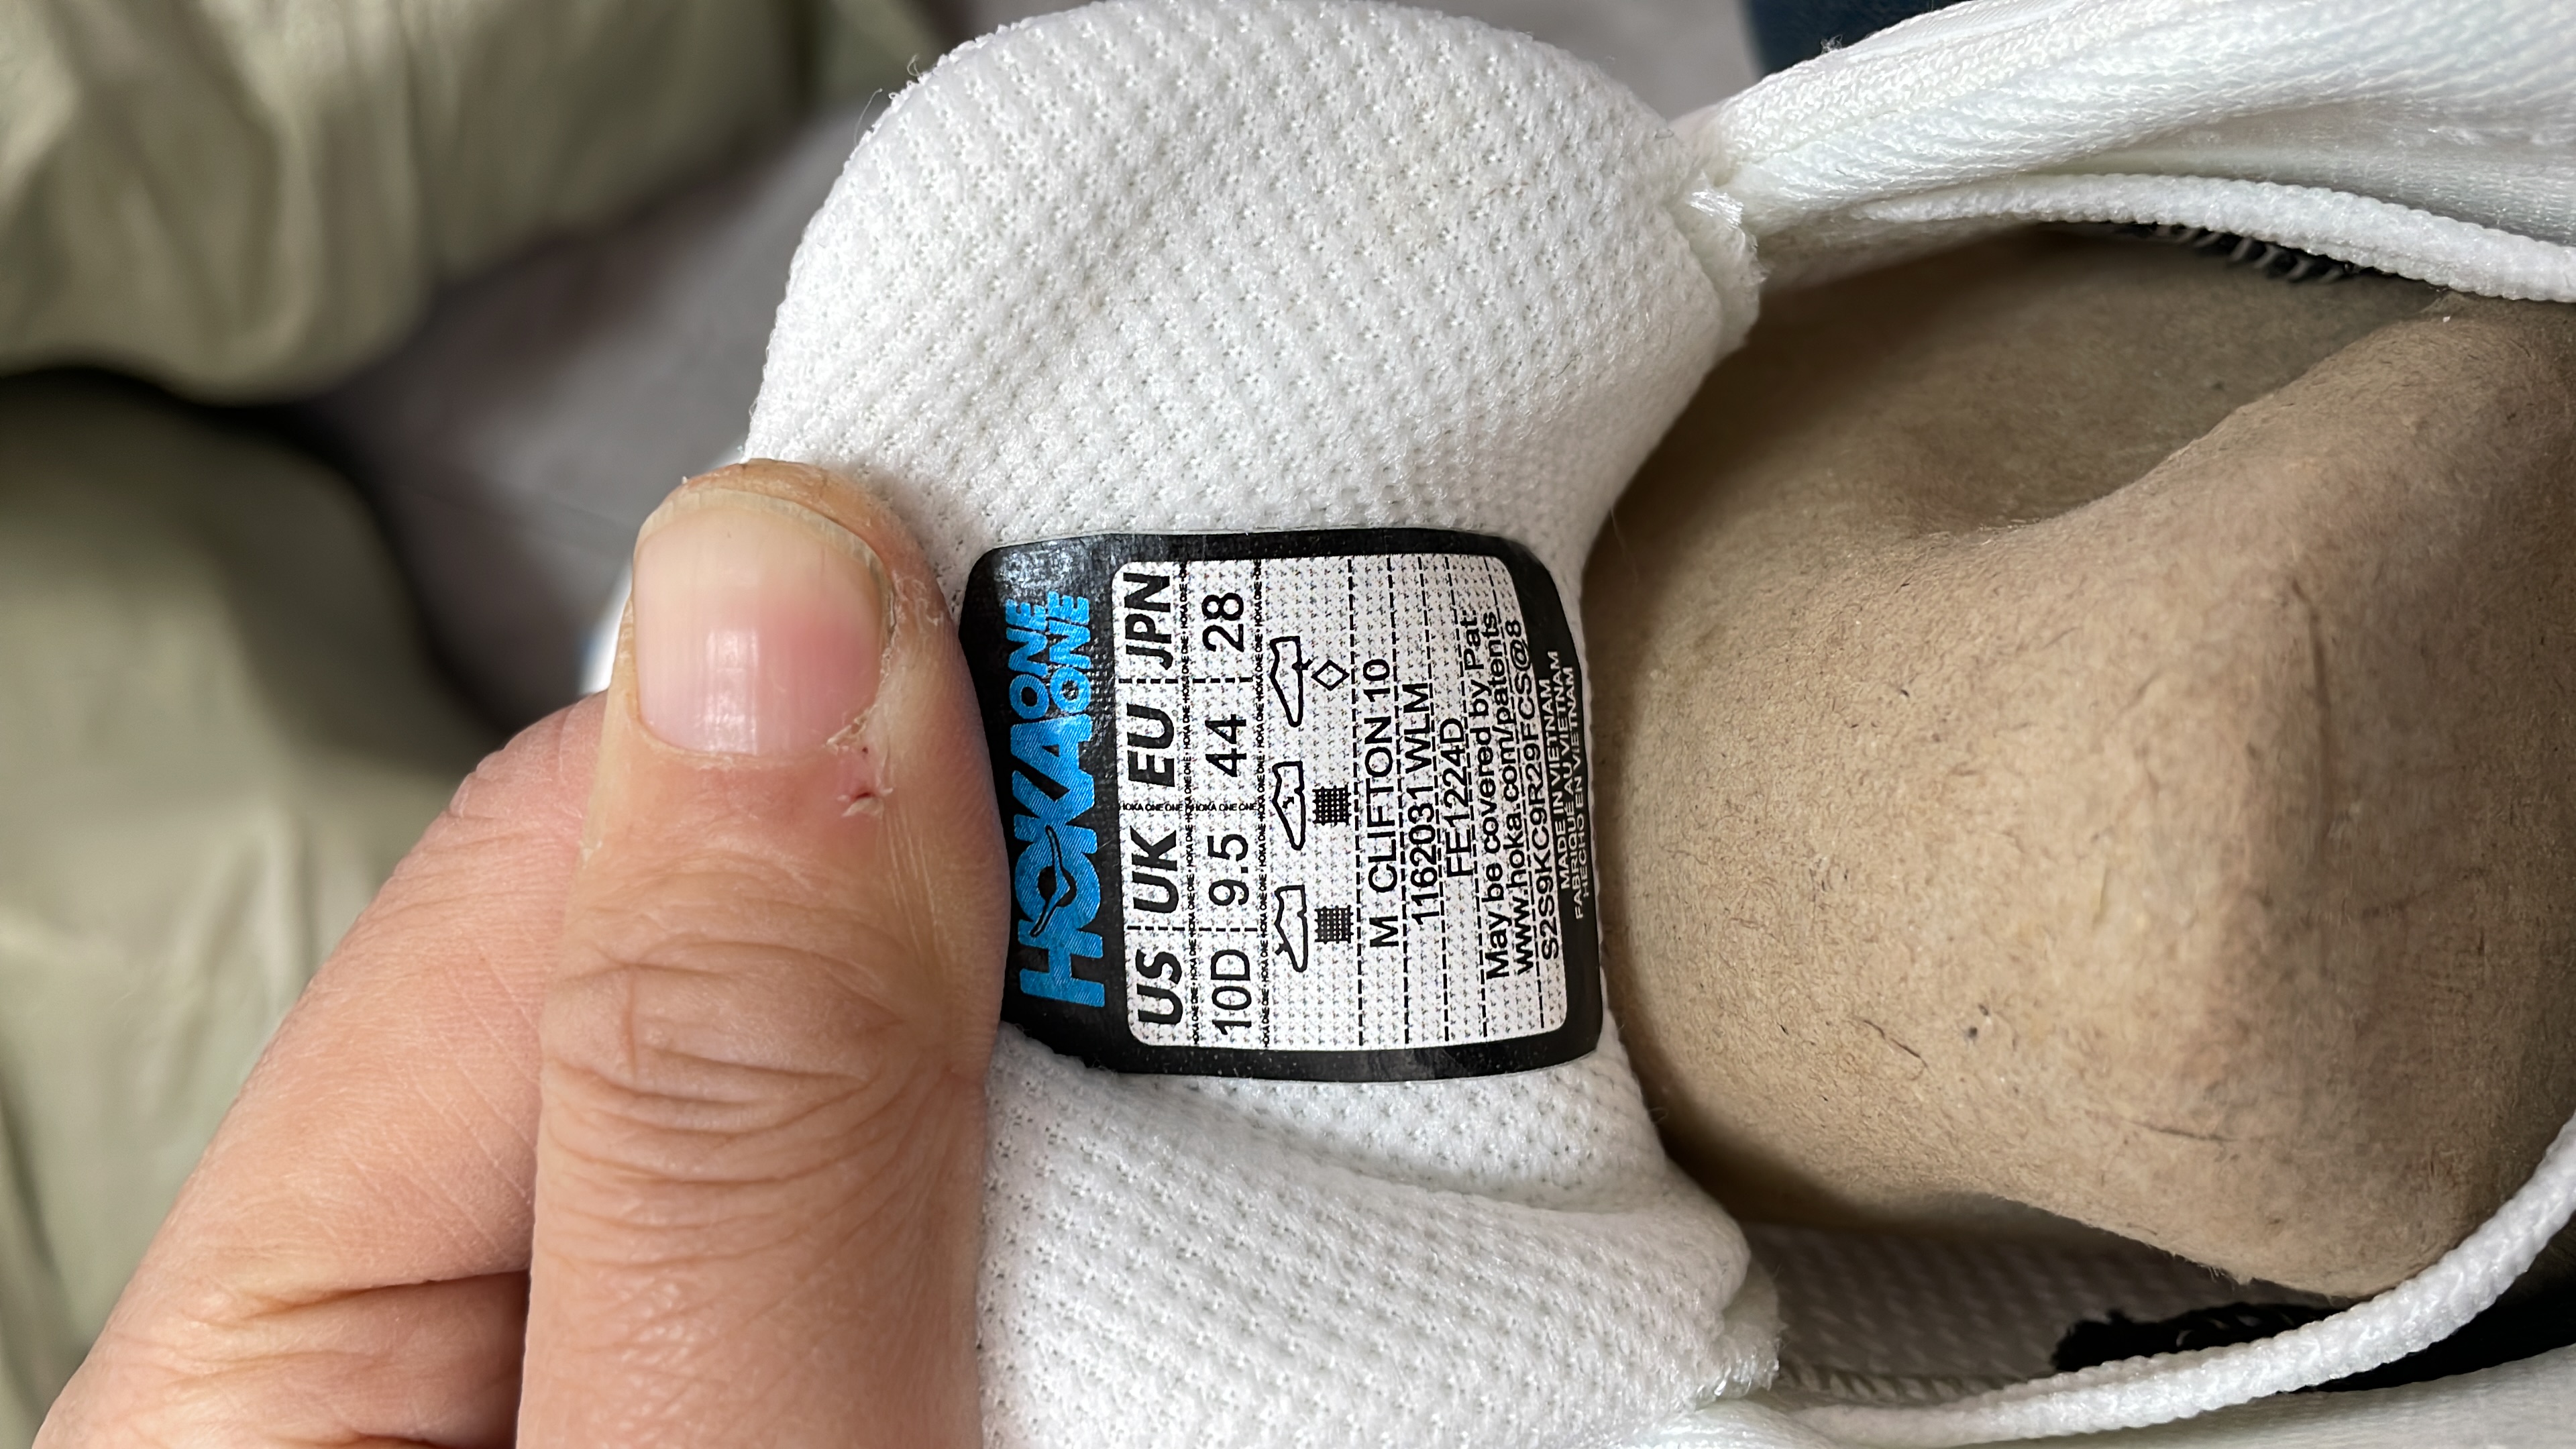 HOKA ONE ONE
US UK EU JPN
10D 9.5 44 28
M CLIFTON 10
1162031 WLM
FE1224D
May be covered by Pat:
www.hoka.com/patents
S2S9KC9R29FCS@8
MADE IN VIETNAM
FABRIQUÉ AU VIETNAM
HECHO EN VIETNAM